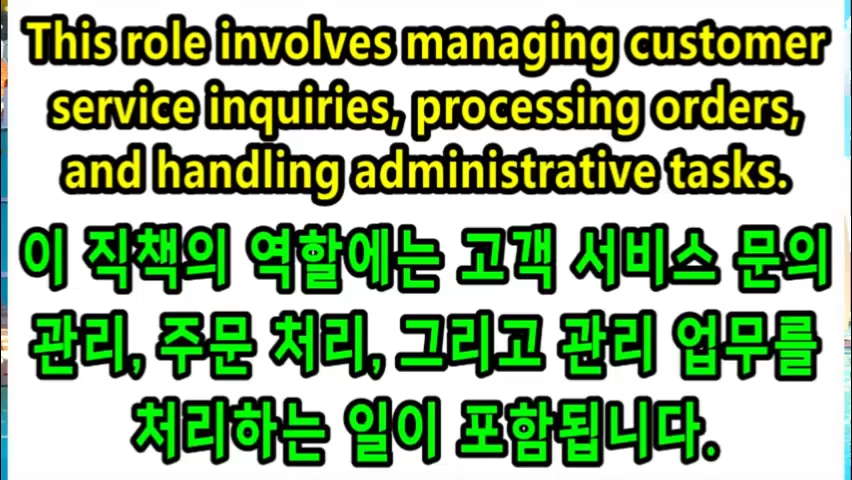 This role involves managing customer
service inquiries, processing orders,
and handling administrative tasks.
이 직책의 역할에는 고객 서비스 문의
관리, 주문 처리, 그리고 관리 업무를
처리하는 일이 포함됩니다.